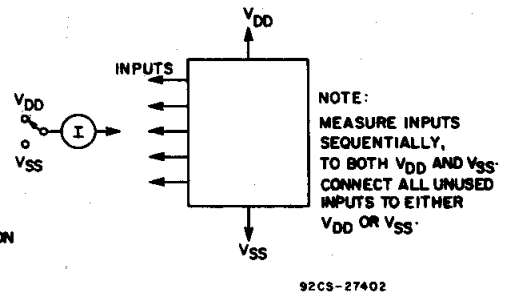 VDD
INPUTS
VDD
I
VSS
NOTE:
MEASURE INPUTS
SEQUENTIALLY,
TO BOTH VDD AND VSS.
CONNECT ALL UNUSED
INPUTS TO EITHER
VDD OR VSS.
VSS
ON
92CS-27402